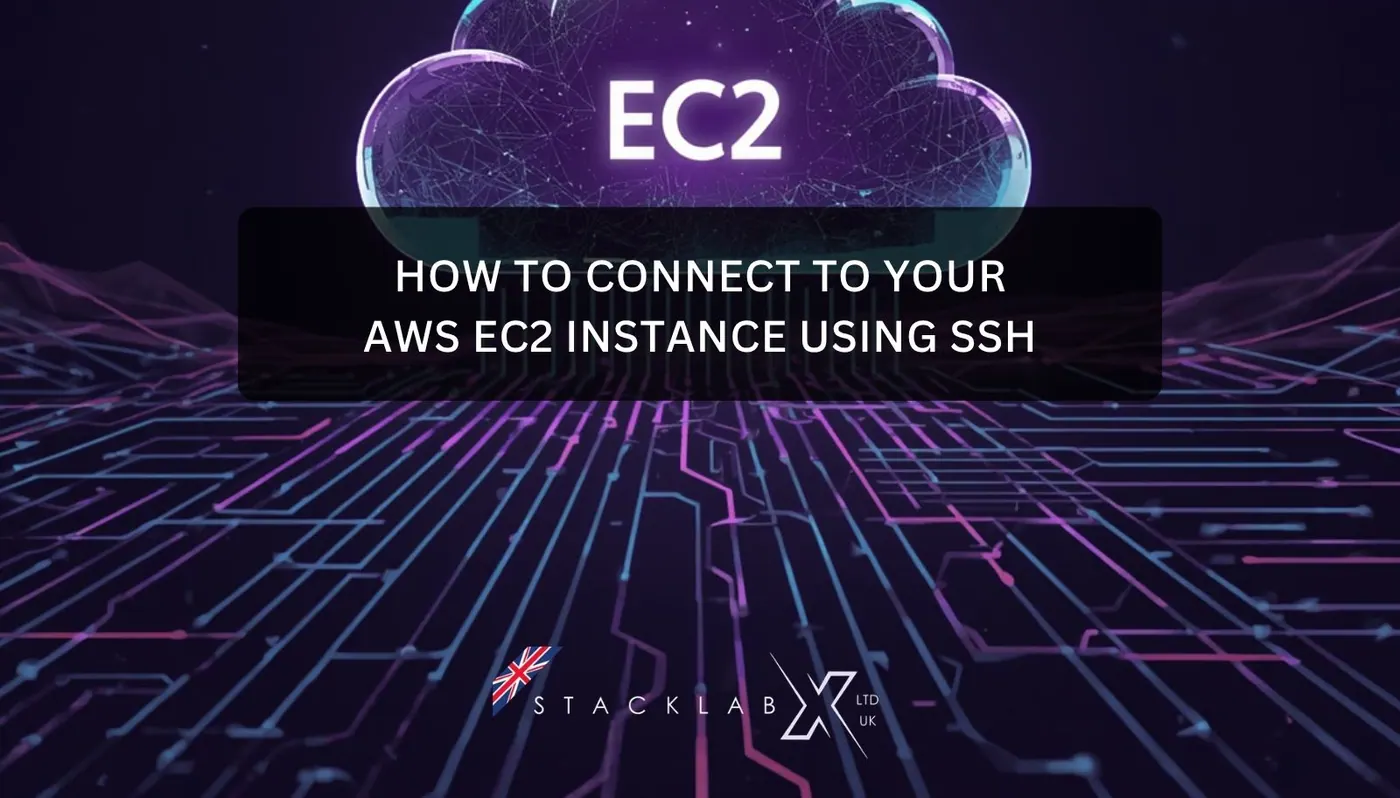 EC2
HOW TO CONNECT TO YOUR
AWS EC2 INSTANCE USING SSH
STACKLAB X LTD
UK